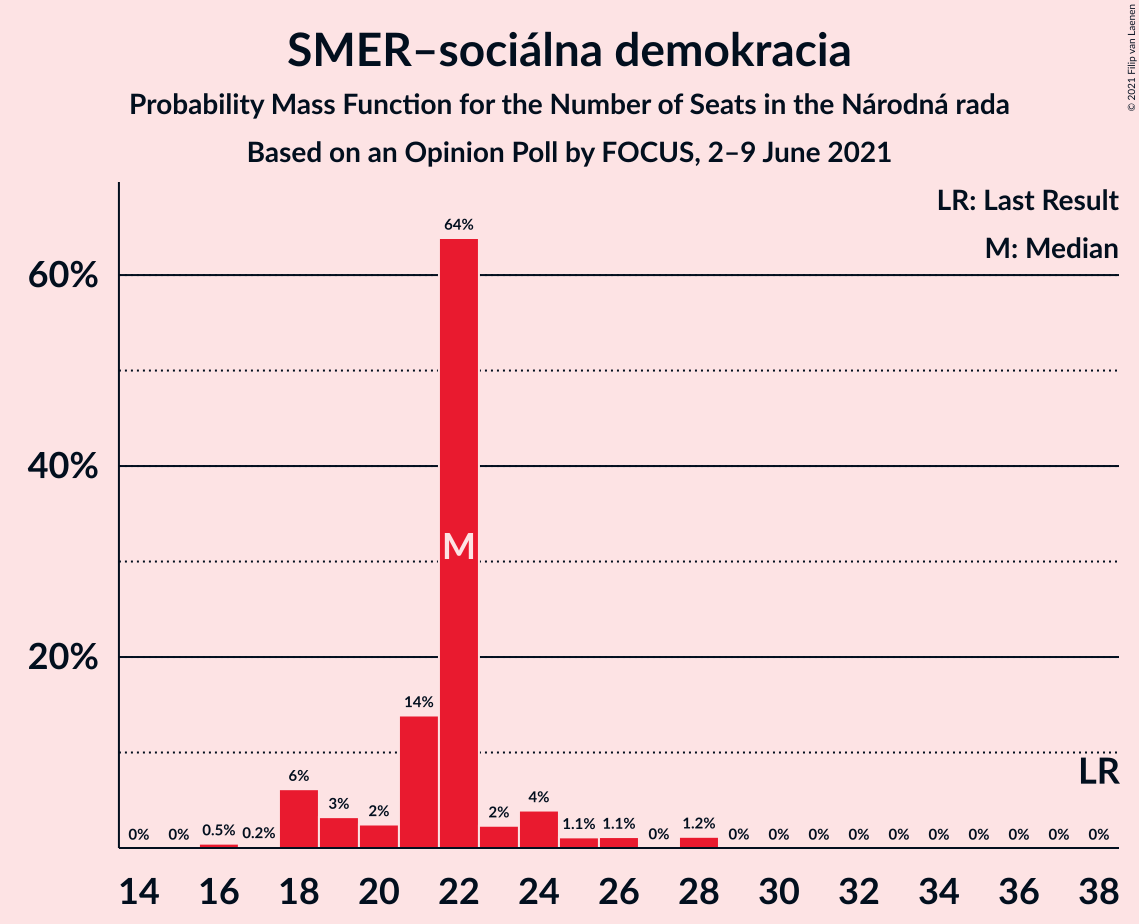 SMER–sociálna demokracia
Probability Mass Function for the Number of Seats in the Národná rada
Based on an Opinion Poll by FOCUS, 2–9 June 2021
© 2021 Filip van Laenen
LR: Last Result
M: Median
60%
40%
20%
0% 0% 0.5% 0.2% 6% 3% 2% 14% 64% 2% 4% 1.1% 1.1% 0% 1.2% 0% 0% 0% 0% 0% 0% 0% 0% 0% 0%
M
LR
14 16 18 20 22 24 26 28 30 32 34 36 38